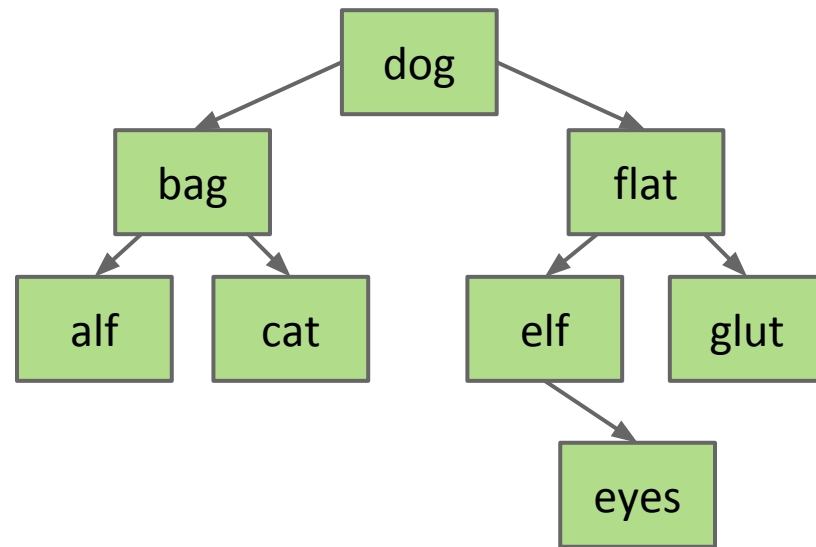 dog
bag
flat
alf
cat
elf
glut
eyes